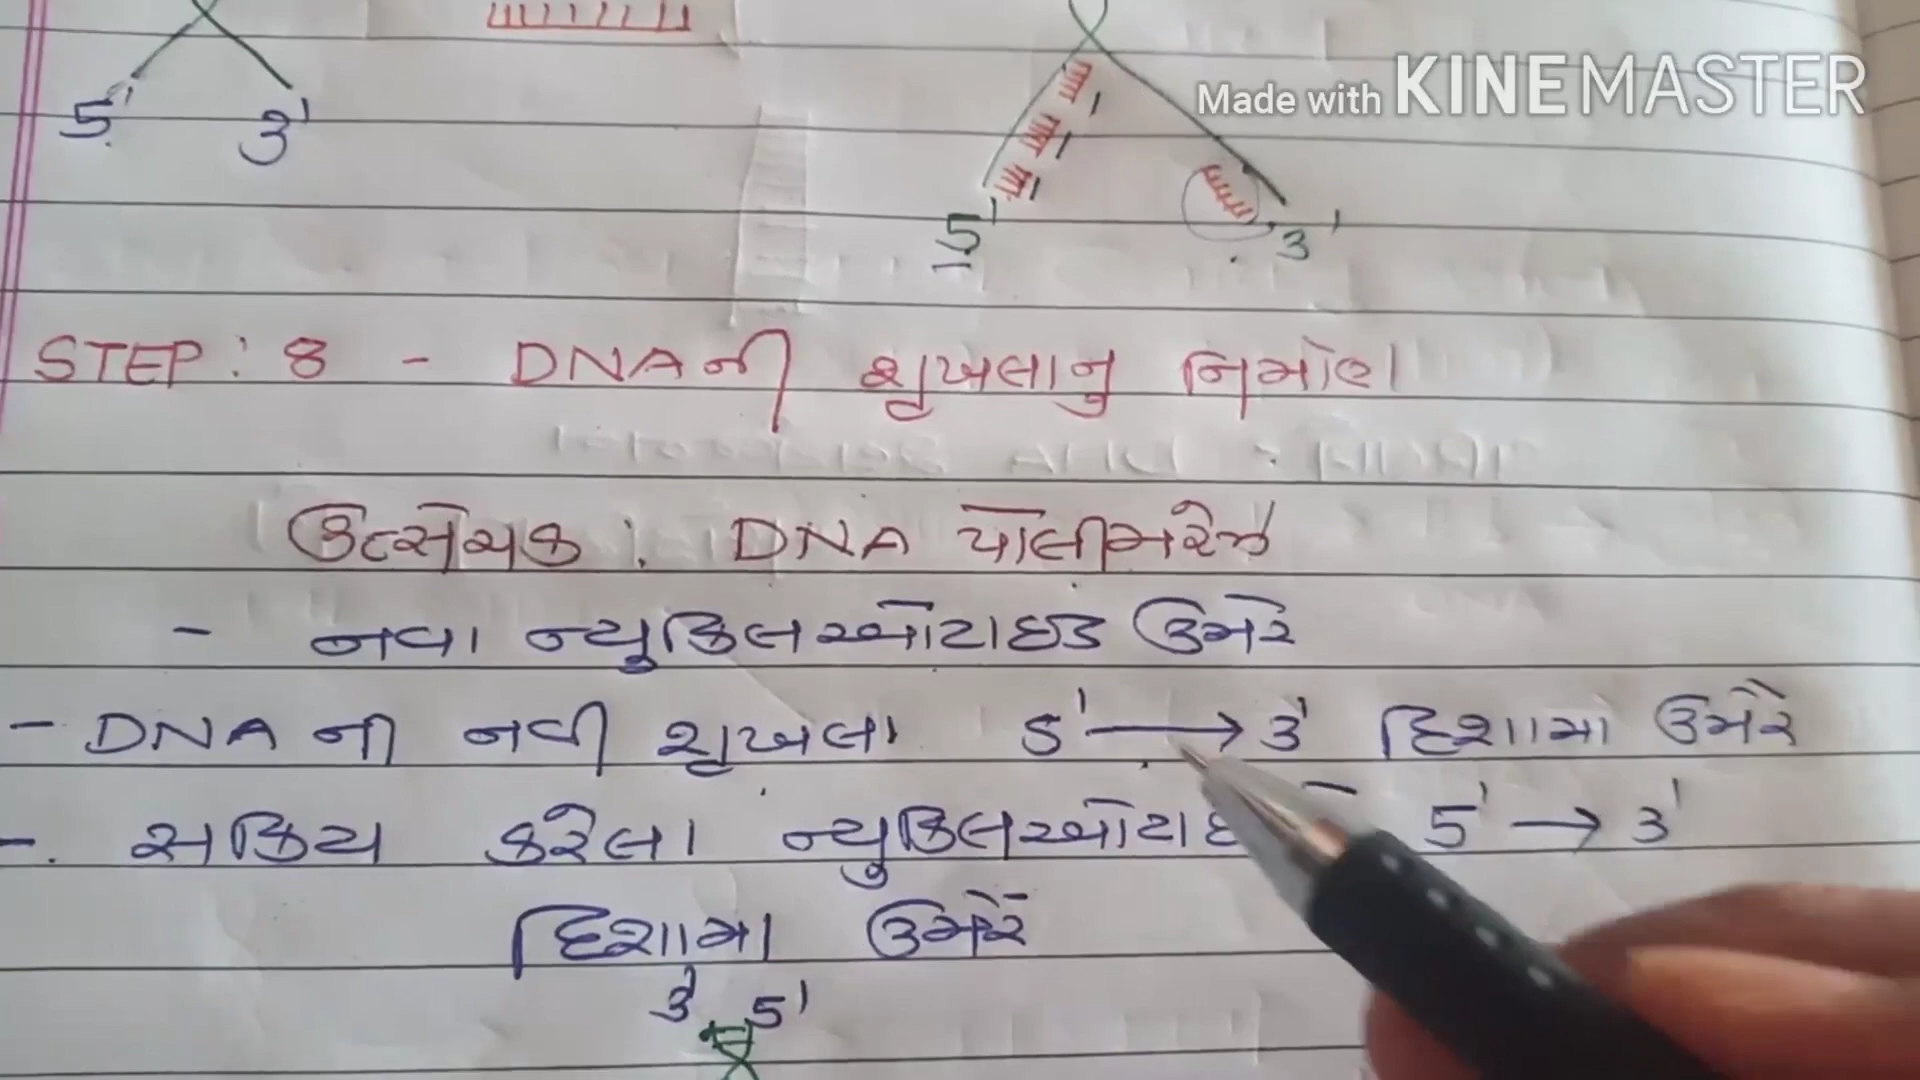 Made with KINEMASTER
5' 3'
5' 3'
STEP: 8 - DNAની શૃખલાનુ નિર્માણ
ઉત્સેચક : DNA પોલીમરેઝ
- નવા ન્યુક્લિઓટાઇડ ઉમેરે
- DNA ની નવી શૃખલા 5' → 3' દિશામાં ઉમેરે
- સક્રિય કરેલા 5' → 3'
દિશામા ઉમેરે
3' 5'